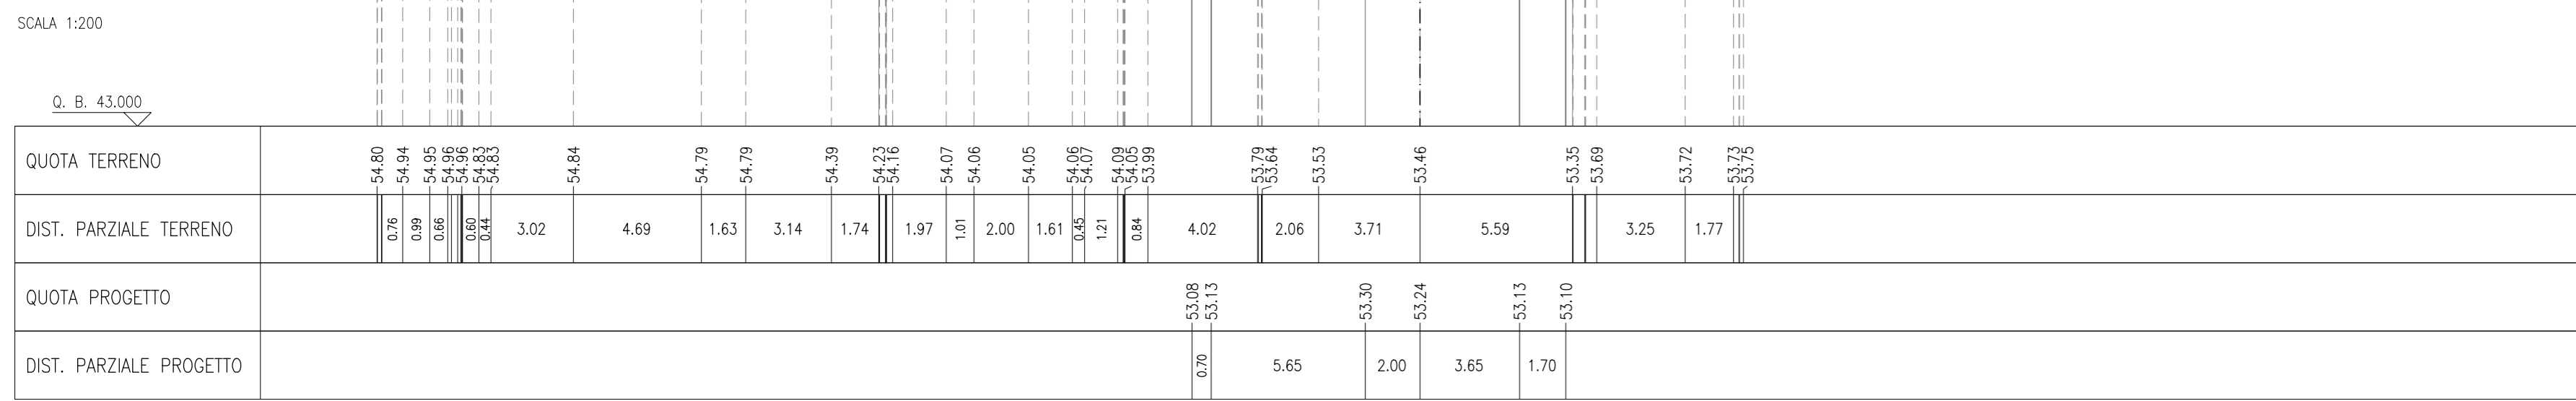 SCALA 1:200
Q. B. 43.000
QUOTA TERRENO 54.80 54.94 54.95 54.96 54.96 54.83 54.83 54.84 54.79 54.79 54.39 54.23 54.16 54.07 54.06 54.05 54.06 54.07 54.09 54.05 53.99 53.79 53.64 53.53 53.46 53.35 53.69 53.72 53.73 53.75
DIST. PARZIALE TERRENO 0.76 0.99 0.66 0.60 0.44 3.02 4.69 1.63 3.14 1.74 1.97 1.01 2.00 1.61 0.45 1.21 0.84 4.02 2.06 3.71 5.59 3.25 1.77
QUOTA PROGETTO 53.08 53.13 53.30 53.24 53.13 53.10
DIST. PARZIALE PROGETTO 0.70 5.65 2.00 3.65 1.70